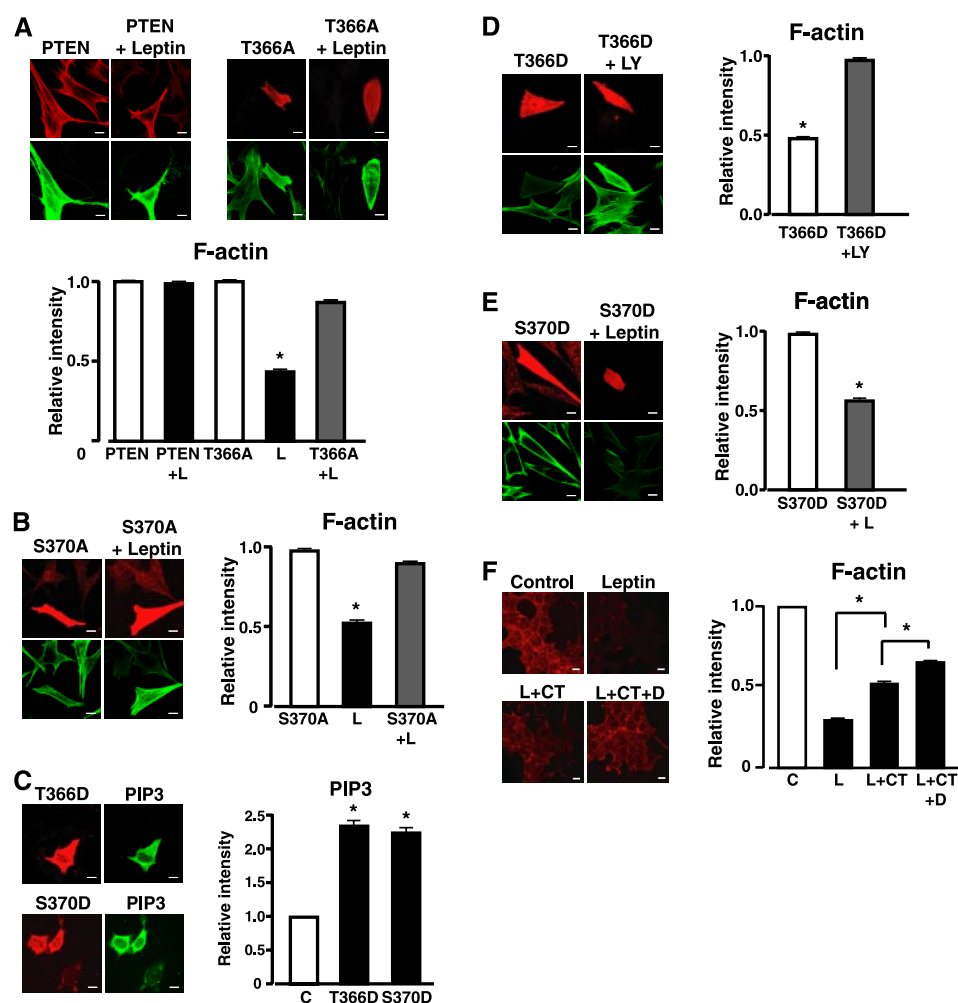 A
PTEN
PTEN
+ Leptin
T366A
T366A
+ Leptin
F-actin
Relative intensity
1.0
0.5
0
PTEN
PTEN
+L
T366A
L
T366A
+L
B
S370A
S370A
+ Leptin
F-actin
Relative intensity
1.0
0.5
0
*
S370A
L
S370A
+L
C
T366D
PIP3
S370D
PIP3
PIP3
Relative intensity
2.5
2.0
1.0
0.5
0
*
*
C
T366D
S370D
D
T366D
T366D
+ LY
F-actin
Relative intensity
1.0
0.5
0.0
*
T366D
T366D
+LY
E
S370D
S370D
+ Leptin
F-actin
Relative intensity
1.0
0.5
0.0
*
S370D
S370D
+ L
F
Control
Leptin
L+CT
L+CT+D
F-actin
Relative intensity
1.0
0.5
0
*
*
C
L
L+CT
L+CT
+D